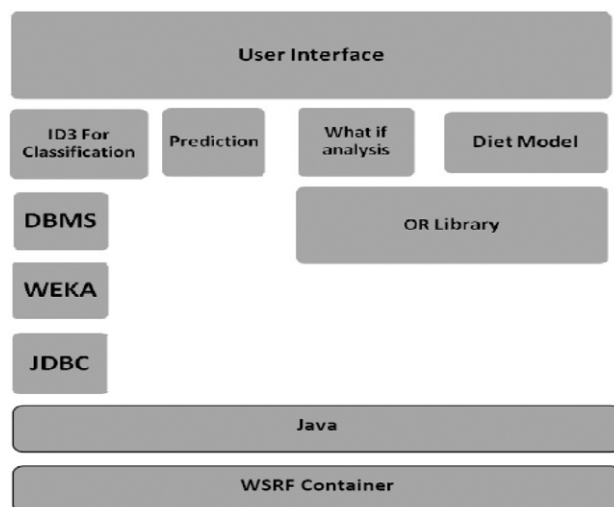 User Interface
ID3 For
Classification
Prediction
What if
analysis
Diet Model
DBMS
OR Library
WEKA
JDBC
Java
WSRF Container